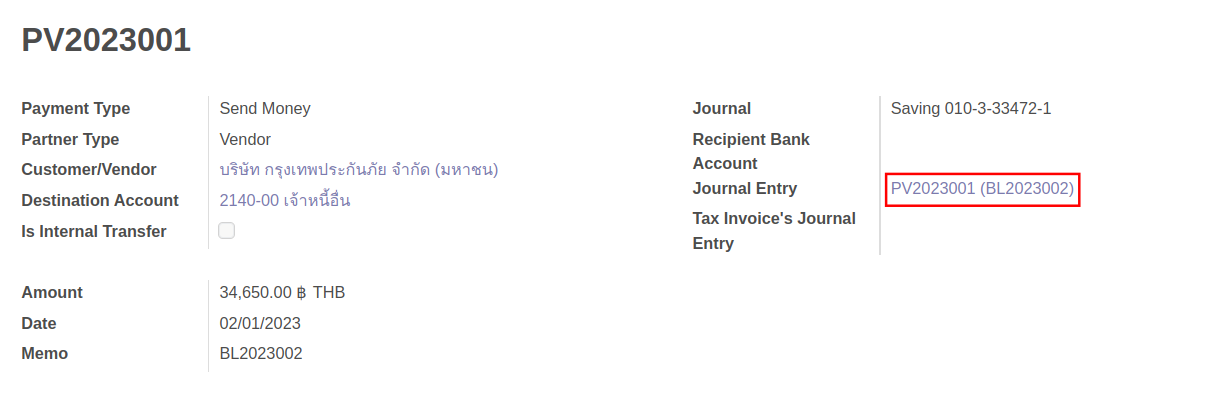 PV2023001
Payment Type Send Money
Partner Type Vendor
Customer/Vendor บริษัท กรุงเทพประกันภัย จำกัด (มหาชน)
Destination Account 2140-00 เจ้าหนี้อื่น
Is Internal Transfer
Amount 34,650.00 ฿ THB
Date 02/01/2023
Memo BL2023002
Journal Saving 010-3-33472-1
Recipient Bank
Account
Journal Entry PV2023001 (BL2023002)
Tax Invoice's Journal
Entry